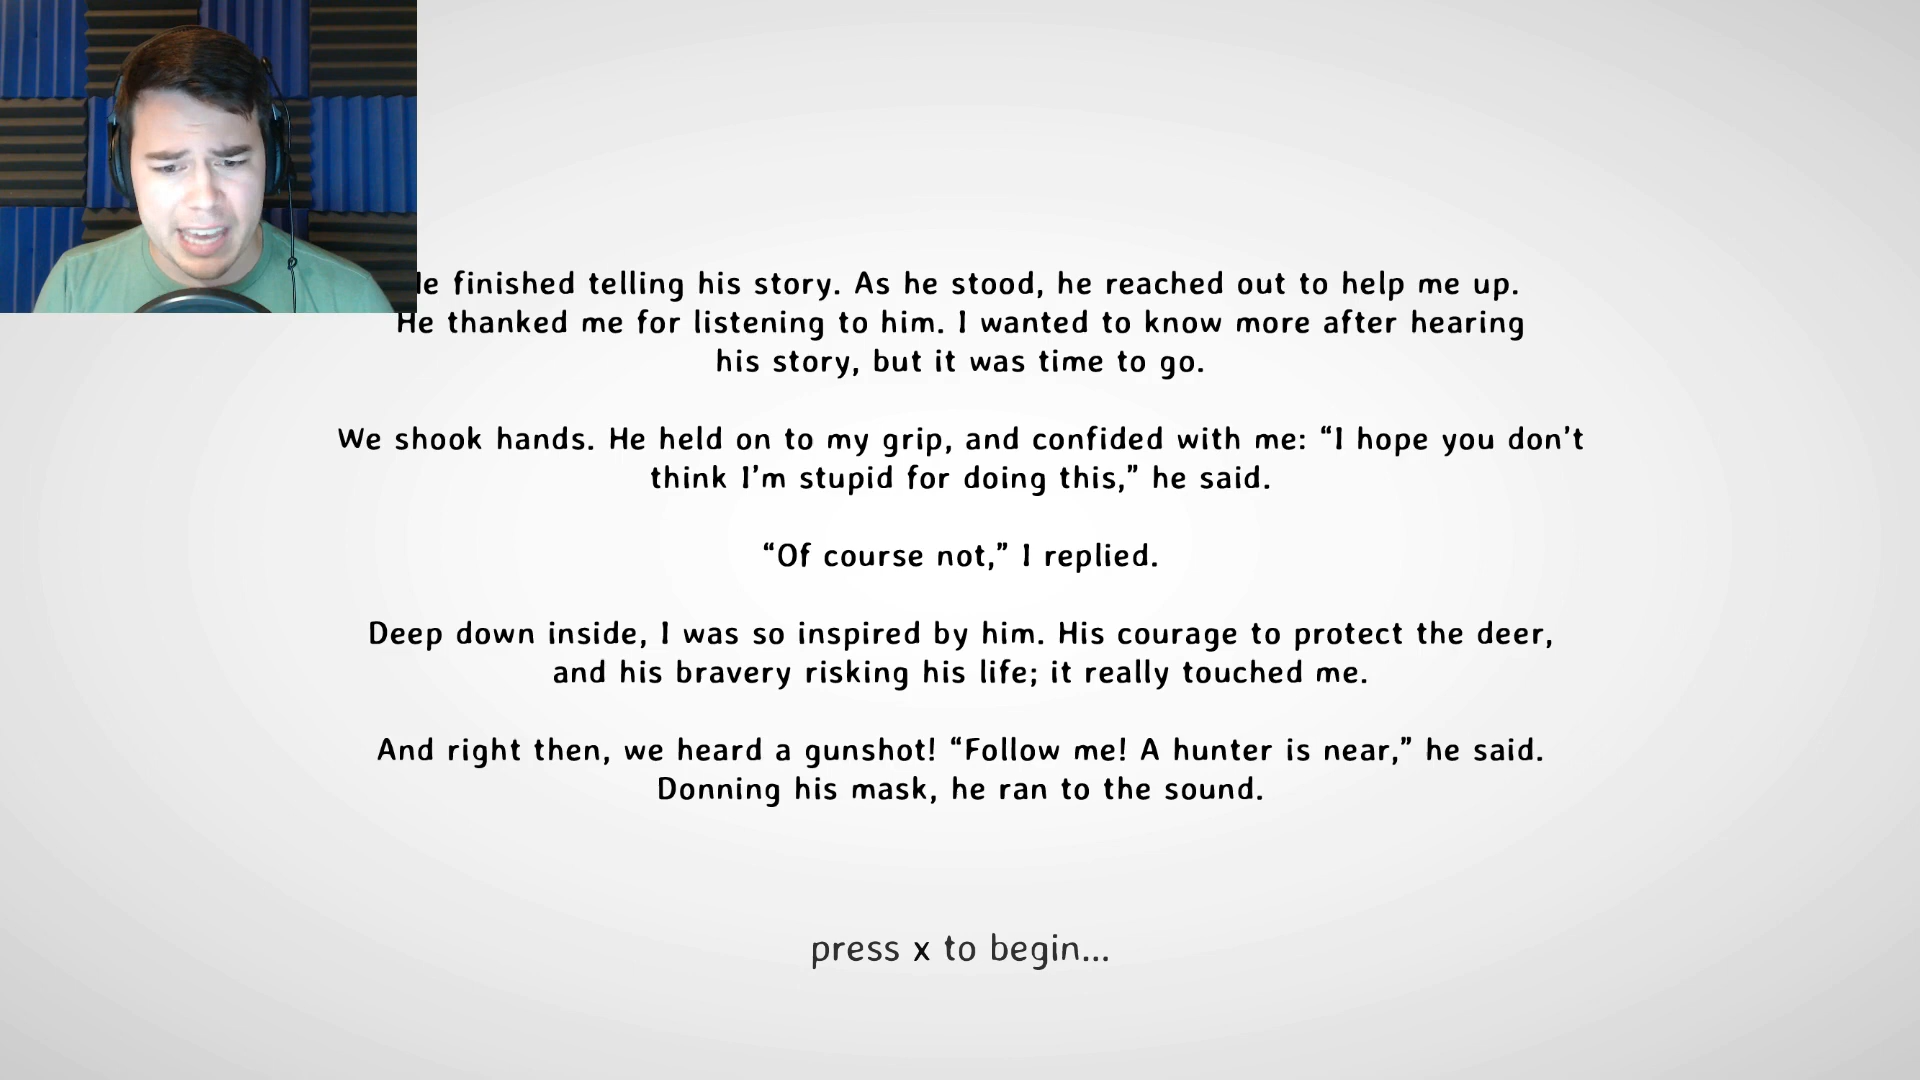 finished telling his story. As he stood, he reached out to help me up.
He thanked me for listening to him. I wanted to know more after hearing
his story, but it was time to go.
We shook hands. He held on to my grip, and confided with me: “I hope you don’t
think I’m stupid for doing this,” he said.
“Of course not,” I replied.
Deep down inside, I was so inspired by him. His courage to protect the deer,
and his bravery risking his life; it really touched me.
And right then, we heard a gunshot! “Follow me! A hunter is near,” he said.
Donning his mask, he ran to the sound.
press x to begin...